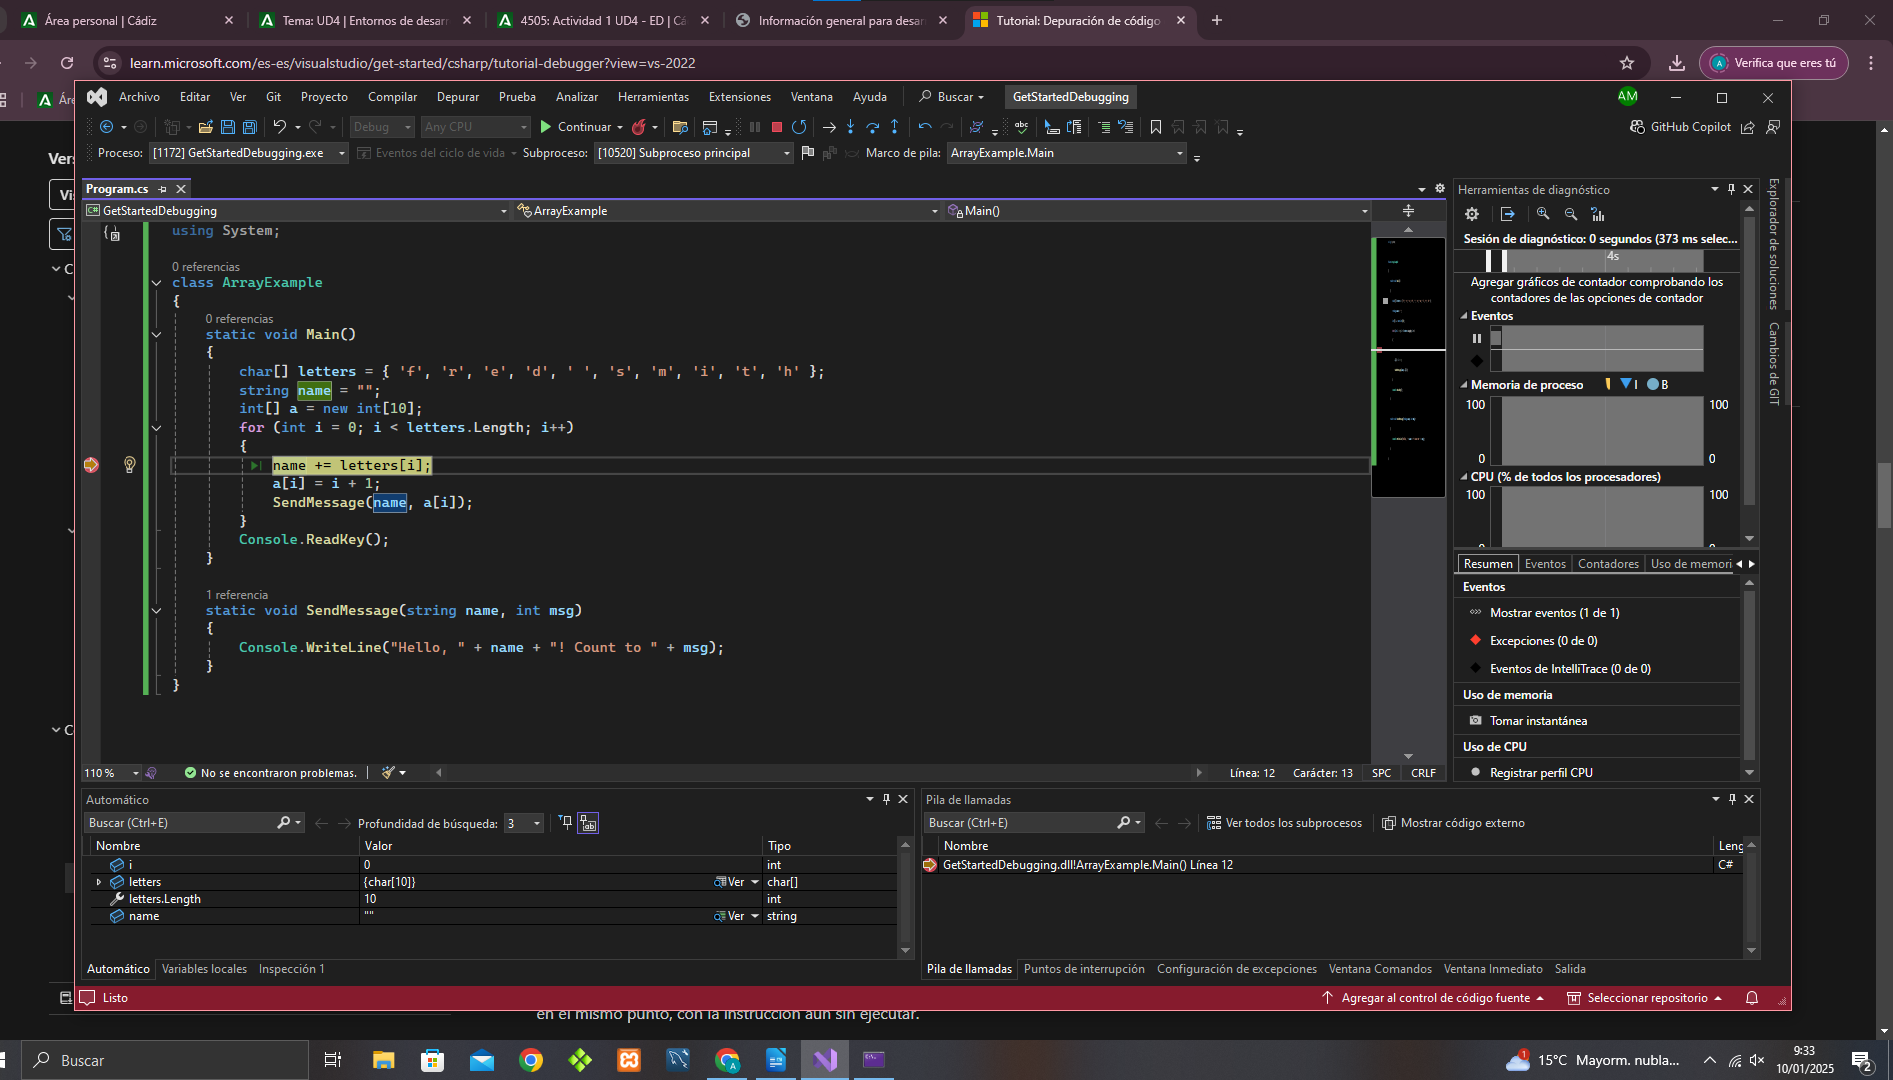 Área personal | Cádiz
Tema: UD4 | Entornos de desarr
4505: Actividad 1 UD4 - ED | Cá
Información general para desar
Tutorial: Depuración de código
learn.microsoft.com/es-es/visualstudio/get-started/csharp/tutorial-debugger?view=vs-2022
Verifica que eres tú
Áre
Archivo Editar Ver Git Proyecto Compilar Depurar Prueba Analizar Herramientas Extensiones Ventana Ayuda Buscar GetStartedDebugging AM
Debug Any CPU Continuar abc GitHub Copilot
Proceso: [1172] GetStartedDebugging.exe Eventos del ciclo de vida Subproceso: [10520] Subproceso principal Marco de pila: ArrayExample.Main
Vers
Vi
Program.cs
C# GetStartedDebugging ArrayExample Main()
using System;
0 referencias
class ArrayExample
{
0 referencias
static void Main()
{
char[] letters = { 'f', 'r', 'e', 'd', ' ', 's', 'm', 'i', 't', 'h' };
string name = "";
int[] a = new int[10];
for (int i = 0; i < letters.Length; i++)
{
name += letters[i];
a[i] = i + 1;
SendMessage(name, a[i]);
}
Console.ReadKey();
}
1 referencia
static void SendMessage(string name, int msg)
{
Console.WriteLine("Hello, " + name + "! Count to " + msg);
}
}
110 % No se encontraron problemas. Línea: 12 Carácter: 13 SPC CRLF
Herramientas de diagnóstico
Sesión de diagnóstico: 0 segundos (373 ms selec...
4s
Agregar gráficos de contador comprobando los
contadores de las opciones de contador
Eventos
Memoria de proceso I B
100 100
0 0
CPU (% de todos los procesadores)
100 100
Resumen Eventos Contadores Uso de memori
Eventos
Mostrar eventos (1 de 1)
Excepciones (0 de 0)
Eventos de IntelliTrace (0 de 0)
Uso de memoria
Tomar instantánea
Uso de CPU
Registrar perfil CPU
Explorador de soluciones
Cambios de GIT
Automático
Buscar (Ctrl+E) Profundidad de búsqueda: 3
Nombre Valor Tipo
i 0 int
letters {char[10]} Ver char[]
letters.Length 10 int
name "" Ver string
Automático Variables locales Inspección 1
Pila de llamadas
Buscar (Ctrl+E) Ver todos los subprocesos Mostrar código externo
Nombre Leng
GetStartedDebugging.dll!ArrayExample.Main() Línea 12 C#
Pila de llamadas Puntos de interrupción Configuración de excepciones Ventana Comandos Ventana Inmediato Salida
Listo Agregar al control de código fuente Seleccionar repositorio
en el mismo punto, con la instrucción aún sin ejecutar.
Buscar 1 15°C Mayorm. nubla... 9:33
10/01/2025 2